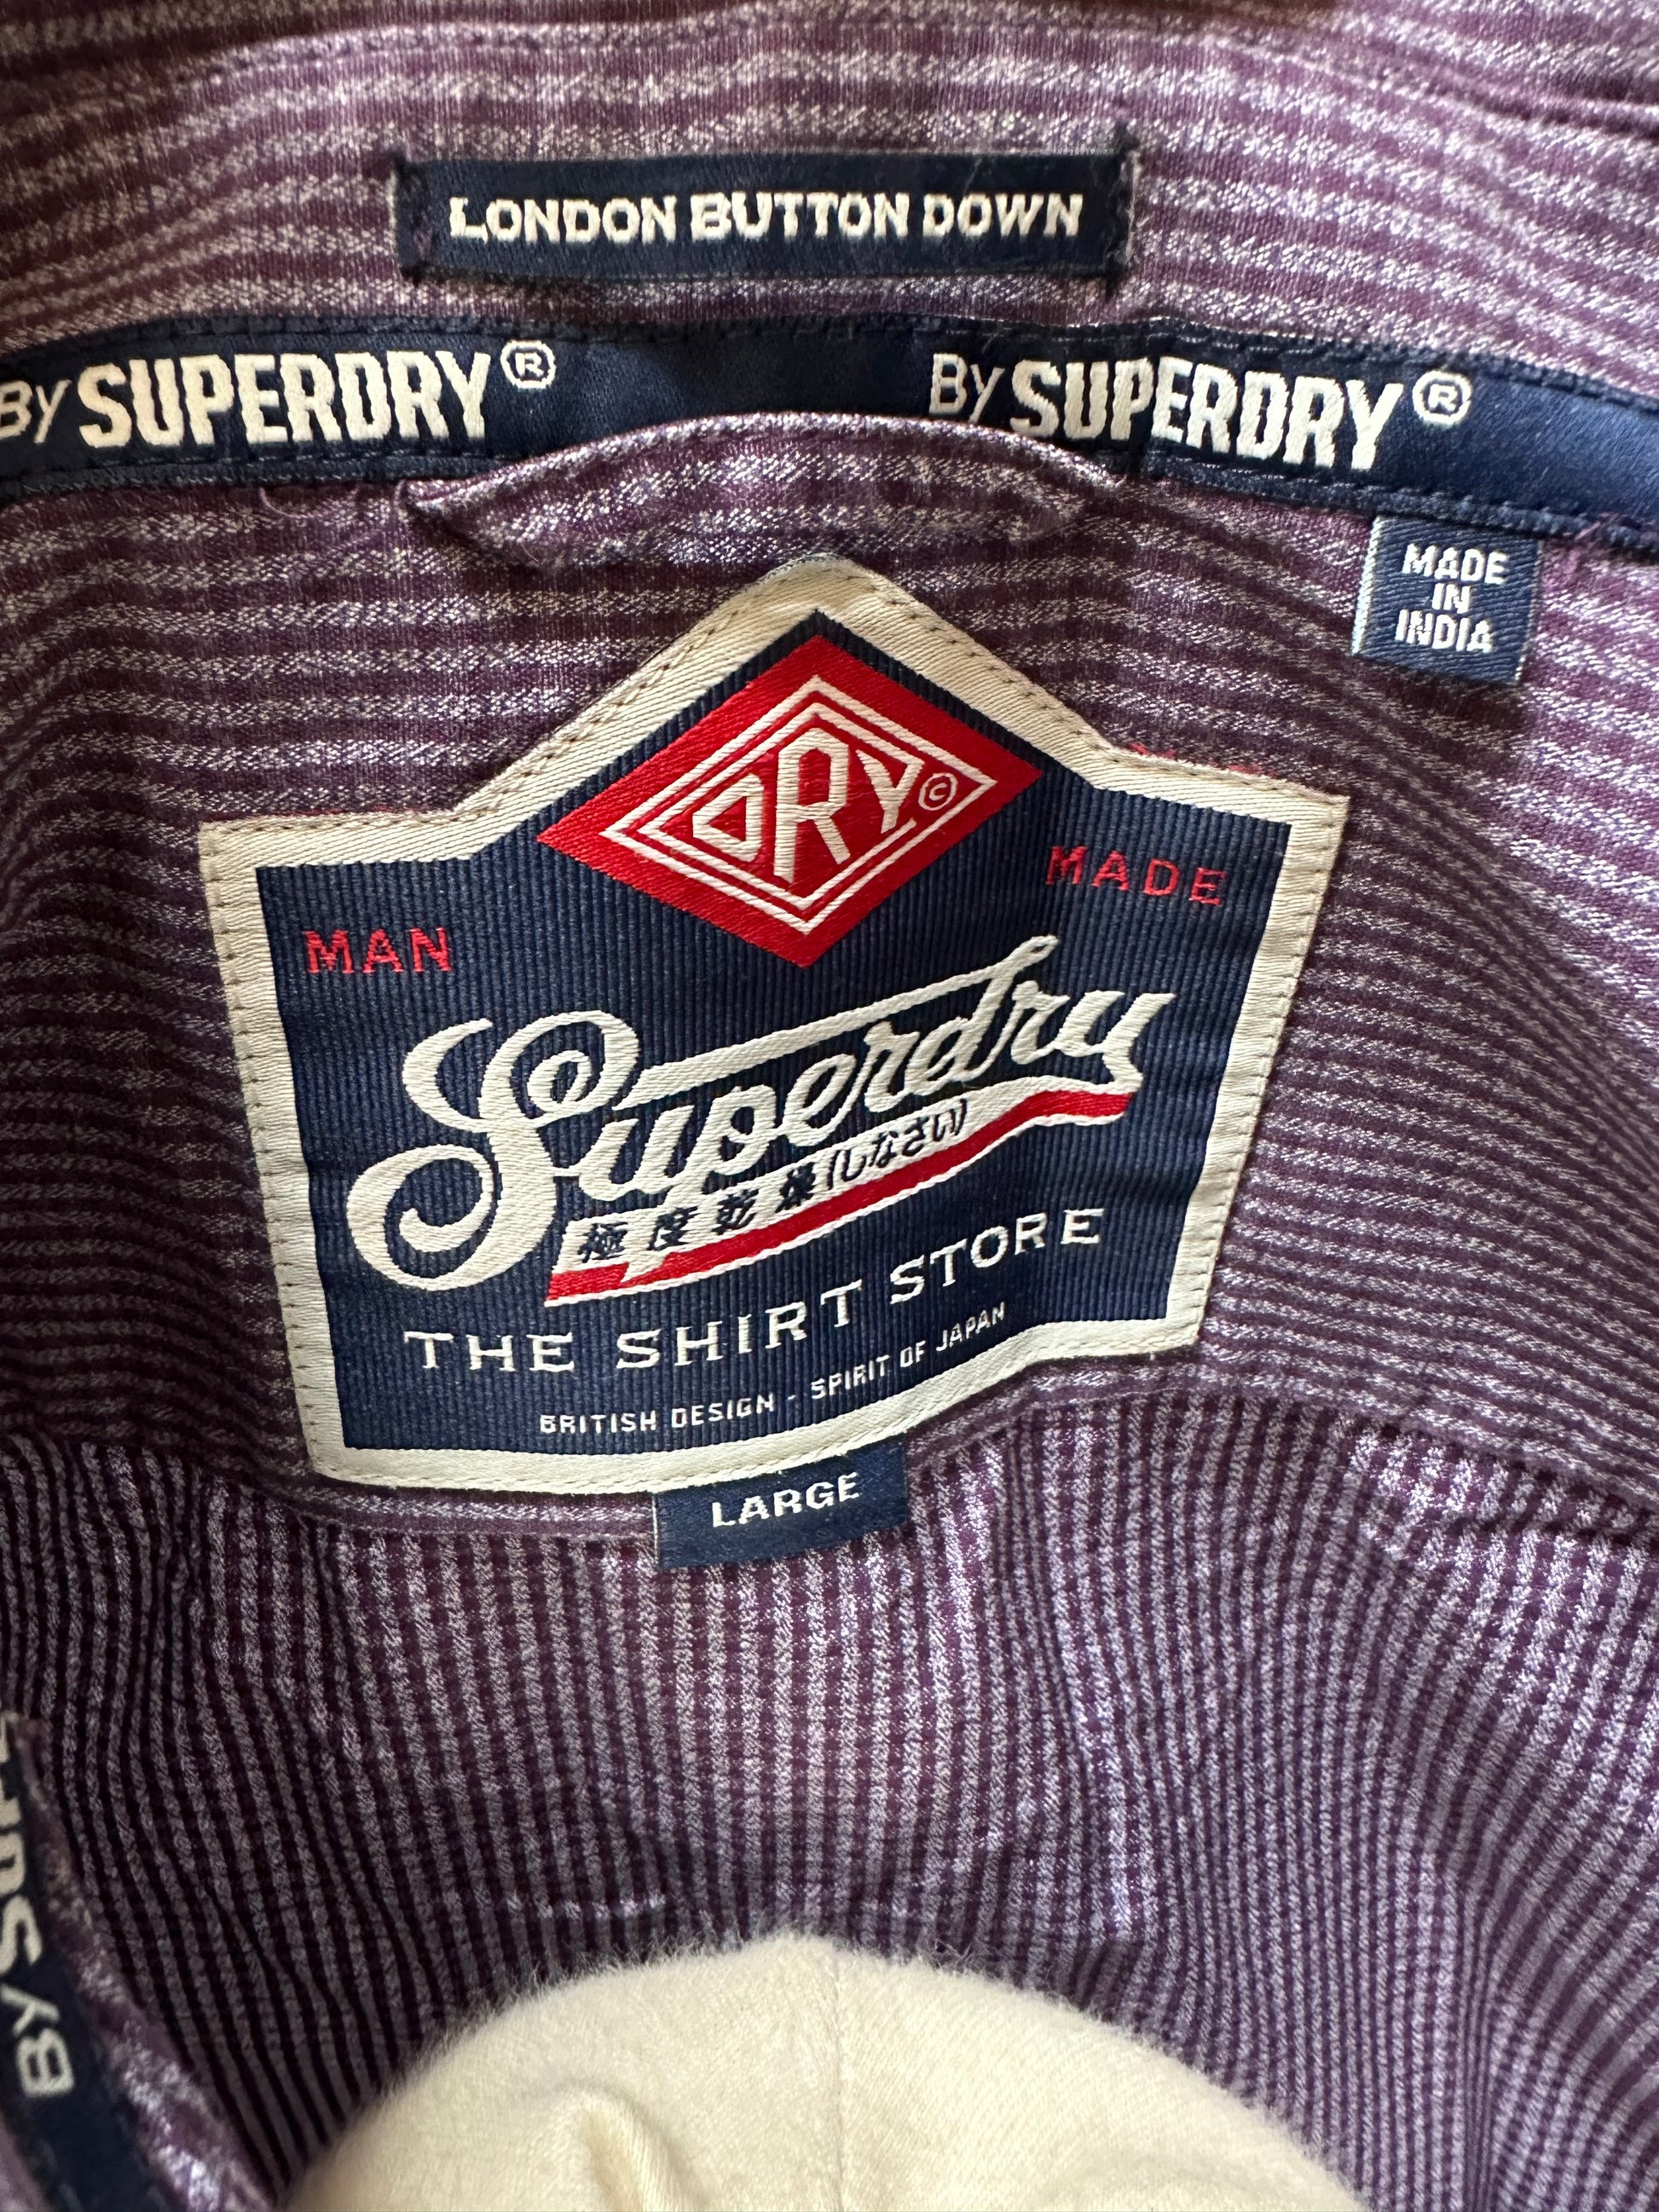 LONDON BUTTON DOWN
By SUPERDRY®
By SUPERDRY®
MADE
IN
INDIA
DRY©
MAN
MADE
Superdry
極度乾燥(しなさい)
THE SHIRT STORE
BRITISH DESIGN - SPIRIT OF JAPAN
LARGE
BY